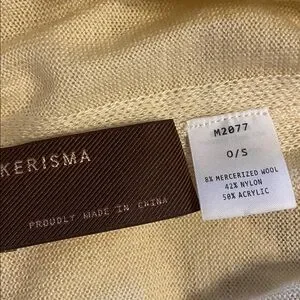 KERISMA
PROUDLY MADE IN CHINA
M2077
O/S
8% MERCERIZED WOOL
42% NYLON
50% ACRYLIC